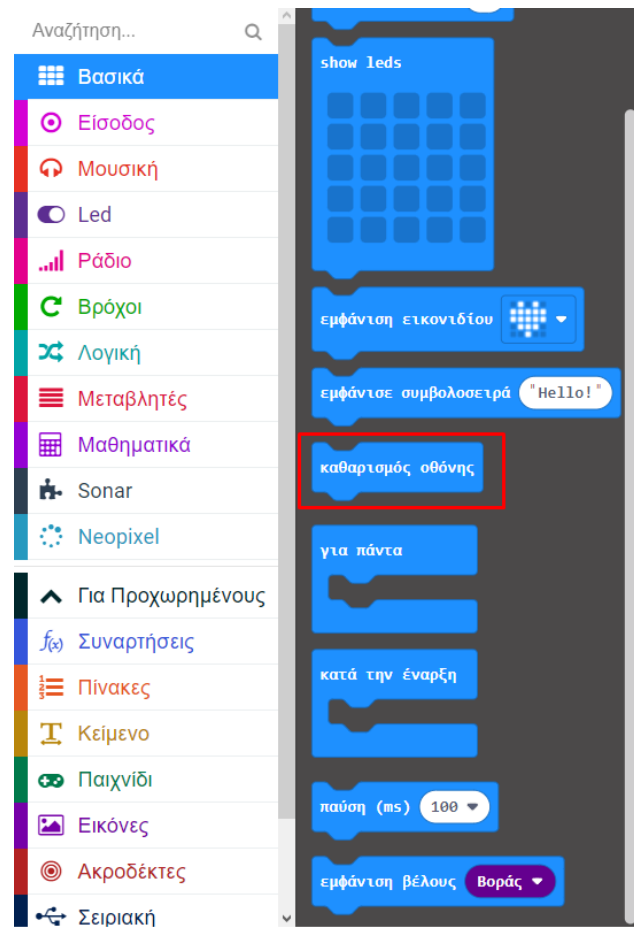 Αναζήτηση...
Βασικά
Είσοδος
Μουσική
Led
Ράδιο
Βρόχοι
Λογική
Μεταβλητές
Μαθηματικά
Sonar
Neopixel
Για Προχωρημένους
f(x) Συναρτήσεις
Πίνακες
Κείμενο
Παιχνίδι
Εικόνες
Ακροδέκτες
Σειριακή
show leds
εμφάνιση εικονιδίου
εμφάνισε συμβολοσειρά "Hello!"
καθαρισμός οθόνης
για πάντα
κατά την έναρξη
παύση (ms) 100
εμφάνιση βέλους Βοράς